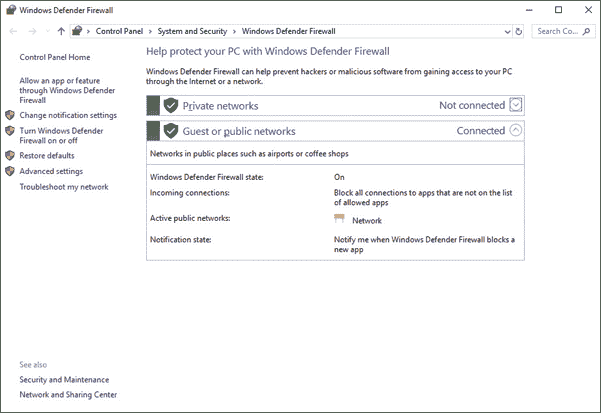 Windows Defender Firewall
Control Panel > System and Security > Windows Defender Firewall
Search Co...
Control Panel Home
Allow an app or feature
through Windows Defender
Firewall
Change notification settings
Turn Windows Defender
Firewall on or off
Restore defaults
Advanced settings
Troubleshoot my network
Help protect your PC with Windows Defender Firewall
Windows Defender Firewall can help prevent hackers or malicious software from gaining access to your PC
through the Internet or a network.
Private networks Not connected
Guest or public networks Connected
Networks in public places such as airports or coffee shops
Windows Defender Firewall state: On
Incoming connections: Block all connections to apps that are not on the list
of allowed apps
Active public networks: Network
Notification state: Notify me when Windows Defender Firewall blocks a
new app
See also
Security and Maintenance
Network and Sharing Center